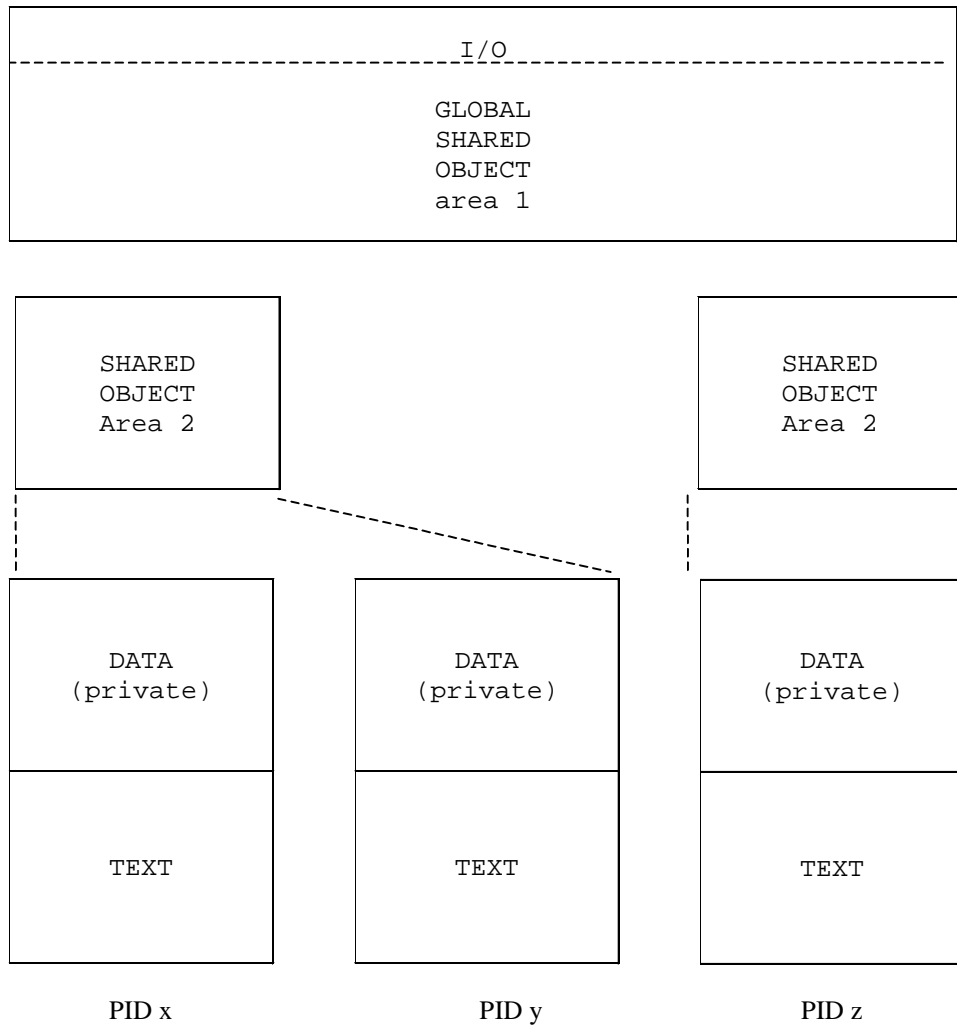 I/O
GLOBAL
SHARED
OBJECT
area 1
SHARED
OBJECT
Area 2
SHARED
OBJECT
Area 2
DATA
(private)
DATA
(private)
DATA
(private)
TEXT
TEXT
TEXT
PID x
PID y
PID z